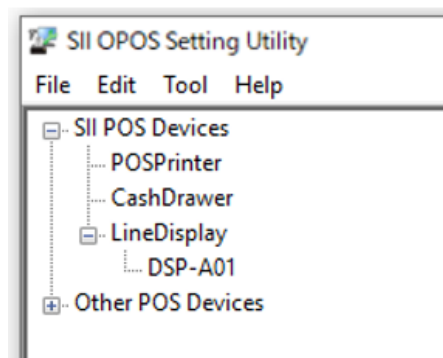 SII OPOS Setting Utility
File Edit Tool Help
SII POS Devices
POSPrinter
CashDrawer
LineDisplay
DSP-A01
Other POS Devices